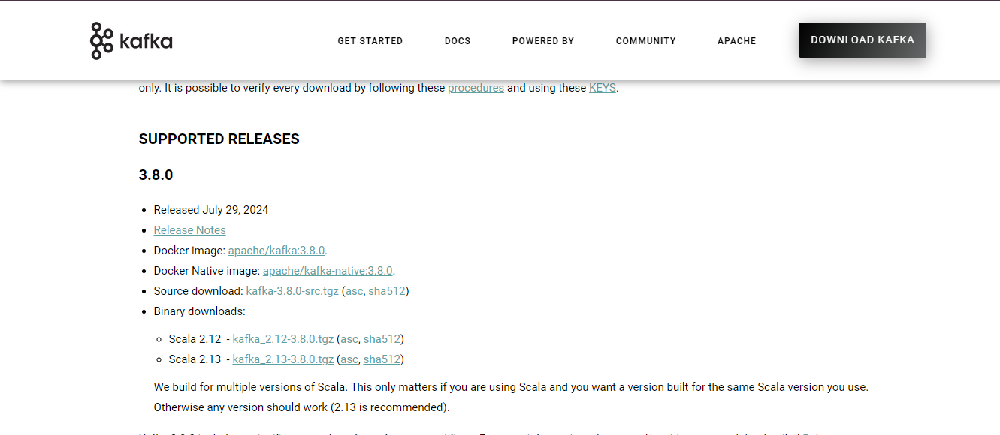 kafka
GET STARTED DOCS POWERED BY COMMUNITY APACHE DOWNLOAD KAFKA
only. It is possible to verify every download by following these procedures and using these KEYS.
SUPPORTED RELEASES
3.8.0
Released July 29, 2024
Release Notes
Docker image: apache/kafka:3.8.0.
Docker Native image: apache/kafka-native:3.8.0.
Source download: kafka-3.8.0-src.tgz (asc, sha512)
Binary downloads:
Scala 2.12 - kafka_2.12-3.8.0.tgz (asc, sha512)
Scala 2.13 - kafka_2.13-3.8.0.tgz (asc, sha512)
We build for multiple versions of Scala. This only matters if you are using Scala and you want a version built for the same Scala version you use.
Otherwise any version should work (2.13 is recommended).